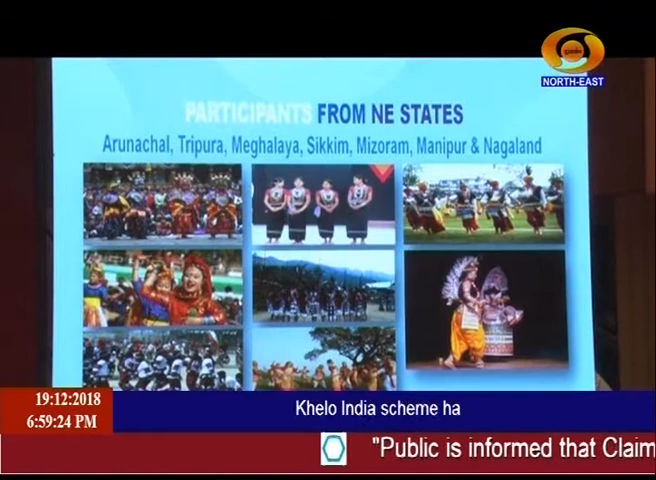 NORTH-EAST
PARTICIPANTS FROM NE STATES
Arunachal, Tripura, Meghalaya, Sikkim, Mizoram, Manipur & Nagaland
19:12:2018
6:59:24 PM
Khelo India scheme ha
"Public is informed that Claim